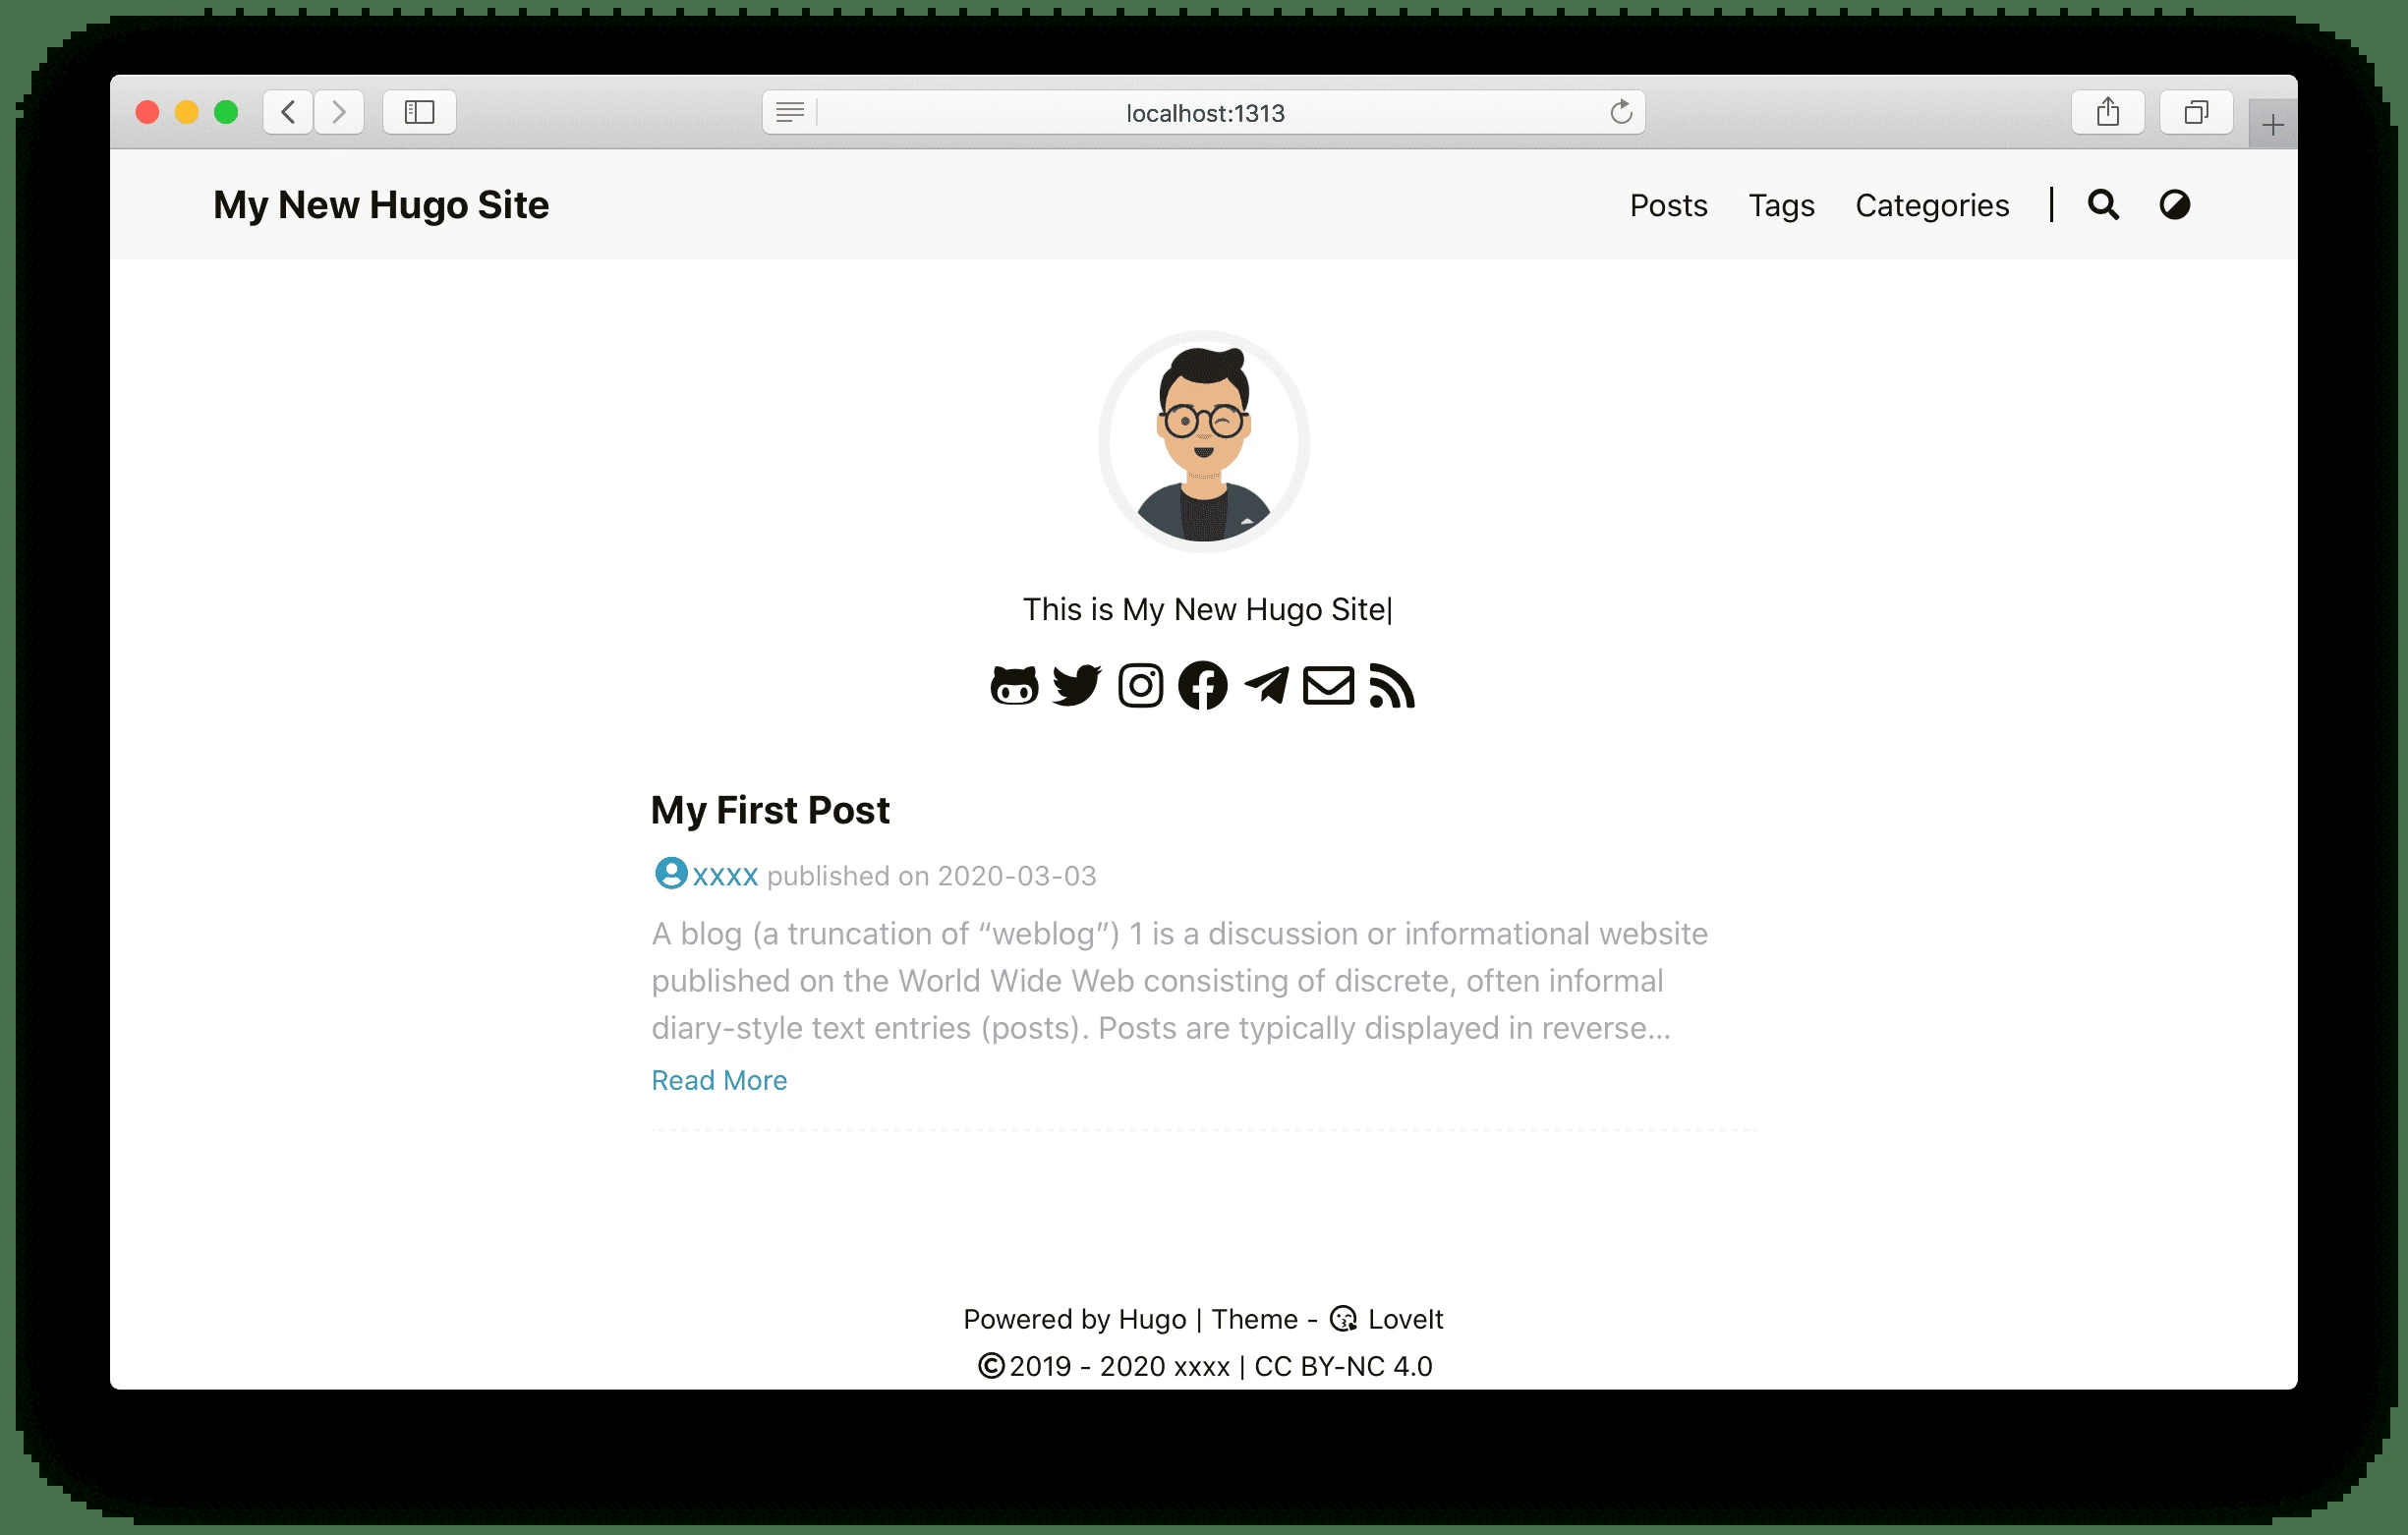 localhost:1313
My New Hugo Site
Posts Tags Categories |
This is My New Hugo Site|
My First Post
xxxx published on 2020-03-03
A blog (a truncation of “weblog”) 1 is a discussion or informational website
published on the World Wide Web consisting of discrete, often informal
diary-style text entries (posts). Posts are typically displayed in reverse...
Read More
Powered by Hugo | Theme - LoveIt
©2019 - 2020 xxxx | CC BY-NC 4.0